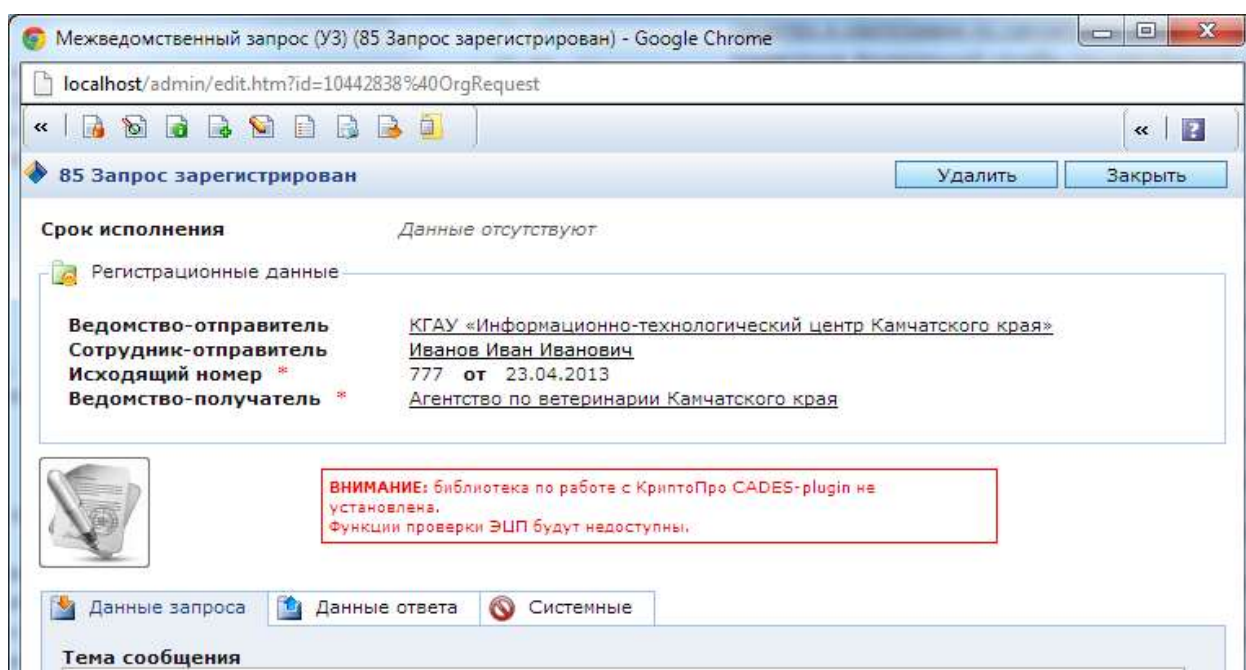 Межведомственный запрос (УЗ) (85 Запрос зарегистрирован) - Google Chrome
localhost/admin/edit.htm?id=10442838%40OrgRequest
85 Запрос зарегистрирован
Удалить
Закрыть
Срок исполнения
Данные отсутствуют
Регистрационные данные
Ведомство-отправитель
КГАУ «Информационно-технологический центр Камчатского края»
Сотрудник-отправитель
Иванов Иван Иванович
Исходящий номер *
777 от 23.04.2013
Ведомство-получатель *
Агентство по ветеринарии Камчатского края
ВНИМАНИЕ: библиотека по работе с КриптоПро CADES-plugin не
установлена.
Функции проверки ЭЦП будут недоступны.
Данные запроса
Данные ответа
Системные
Тема сообщения